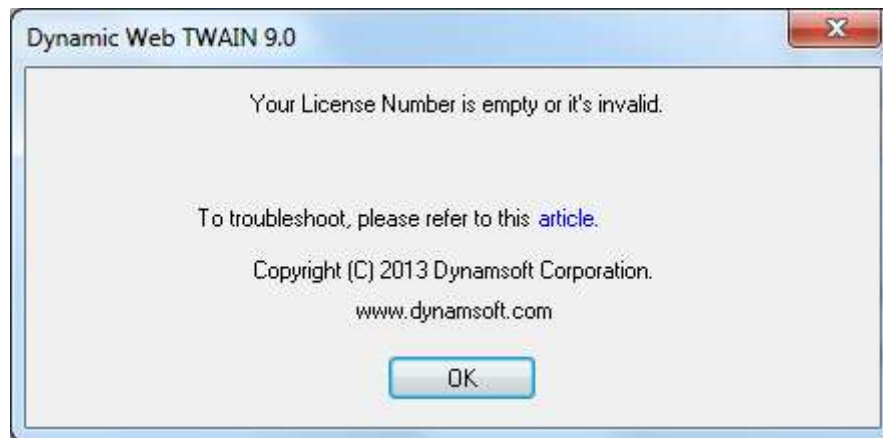 Dynamic Web TWAIN 9.0
Your License Number is empty or it's invalid.
To troubleshoot, please refer to this article.
Copyright (C) 2013 Dynamsoft Corporation.
www.dynamsoft.com
OK